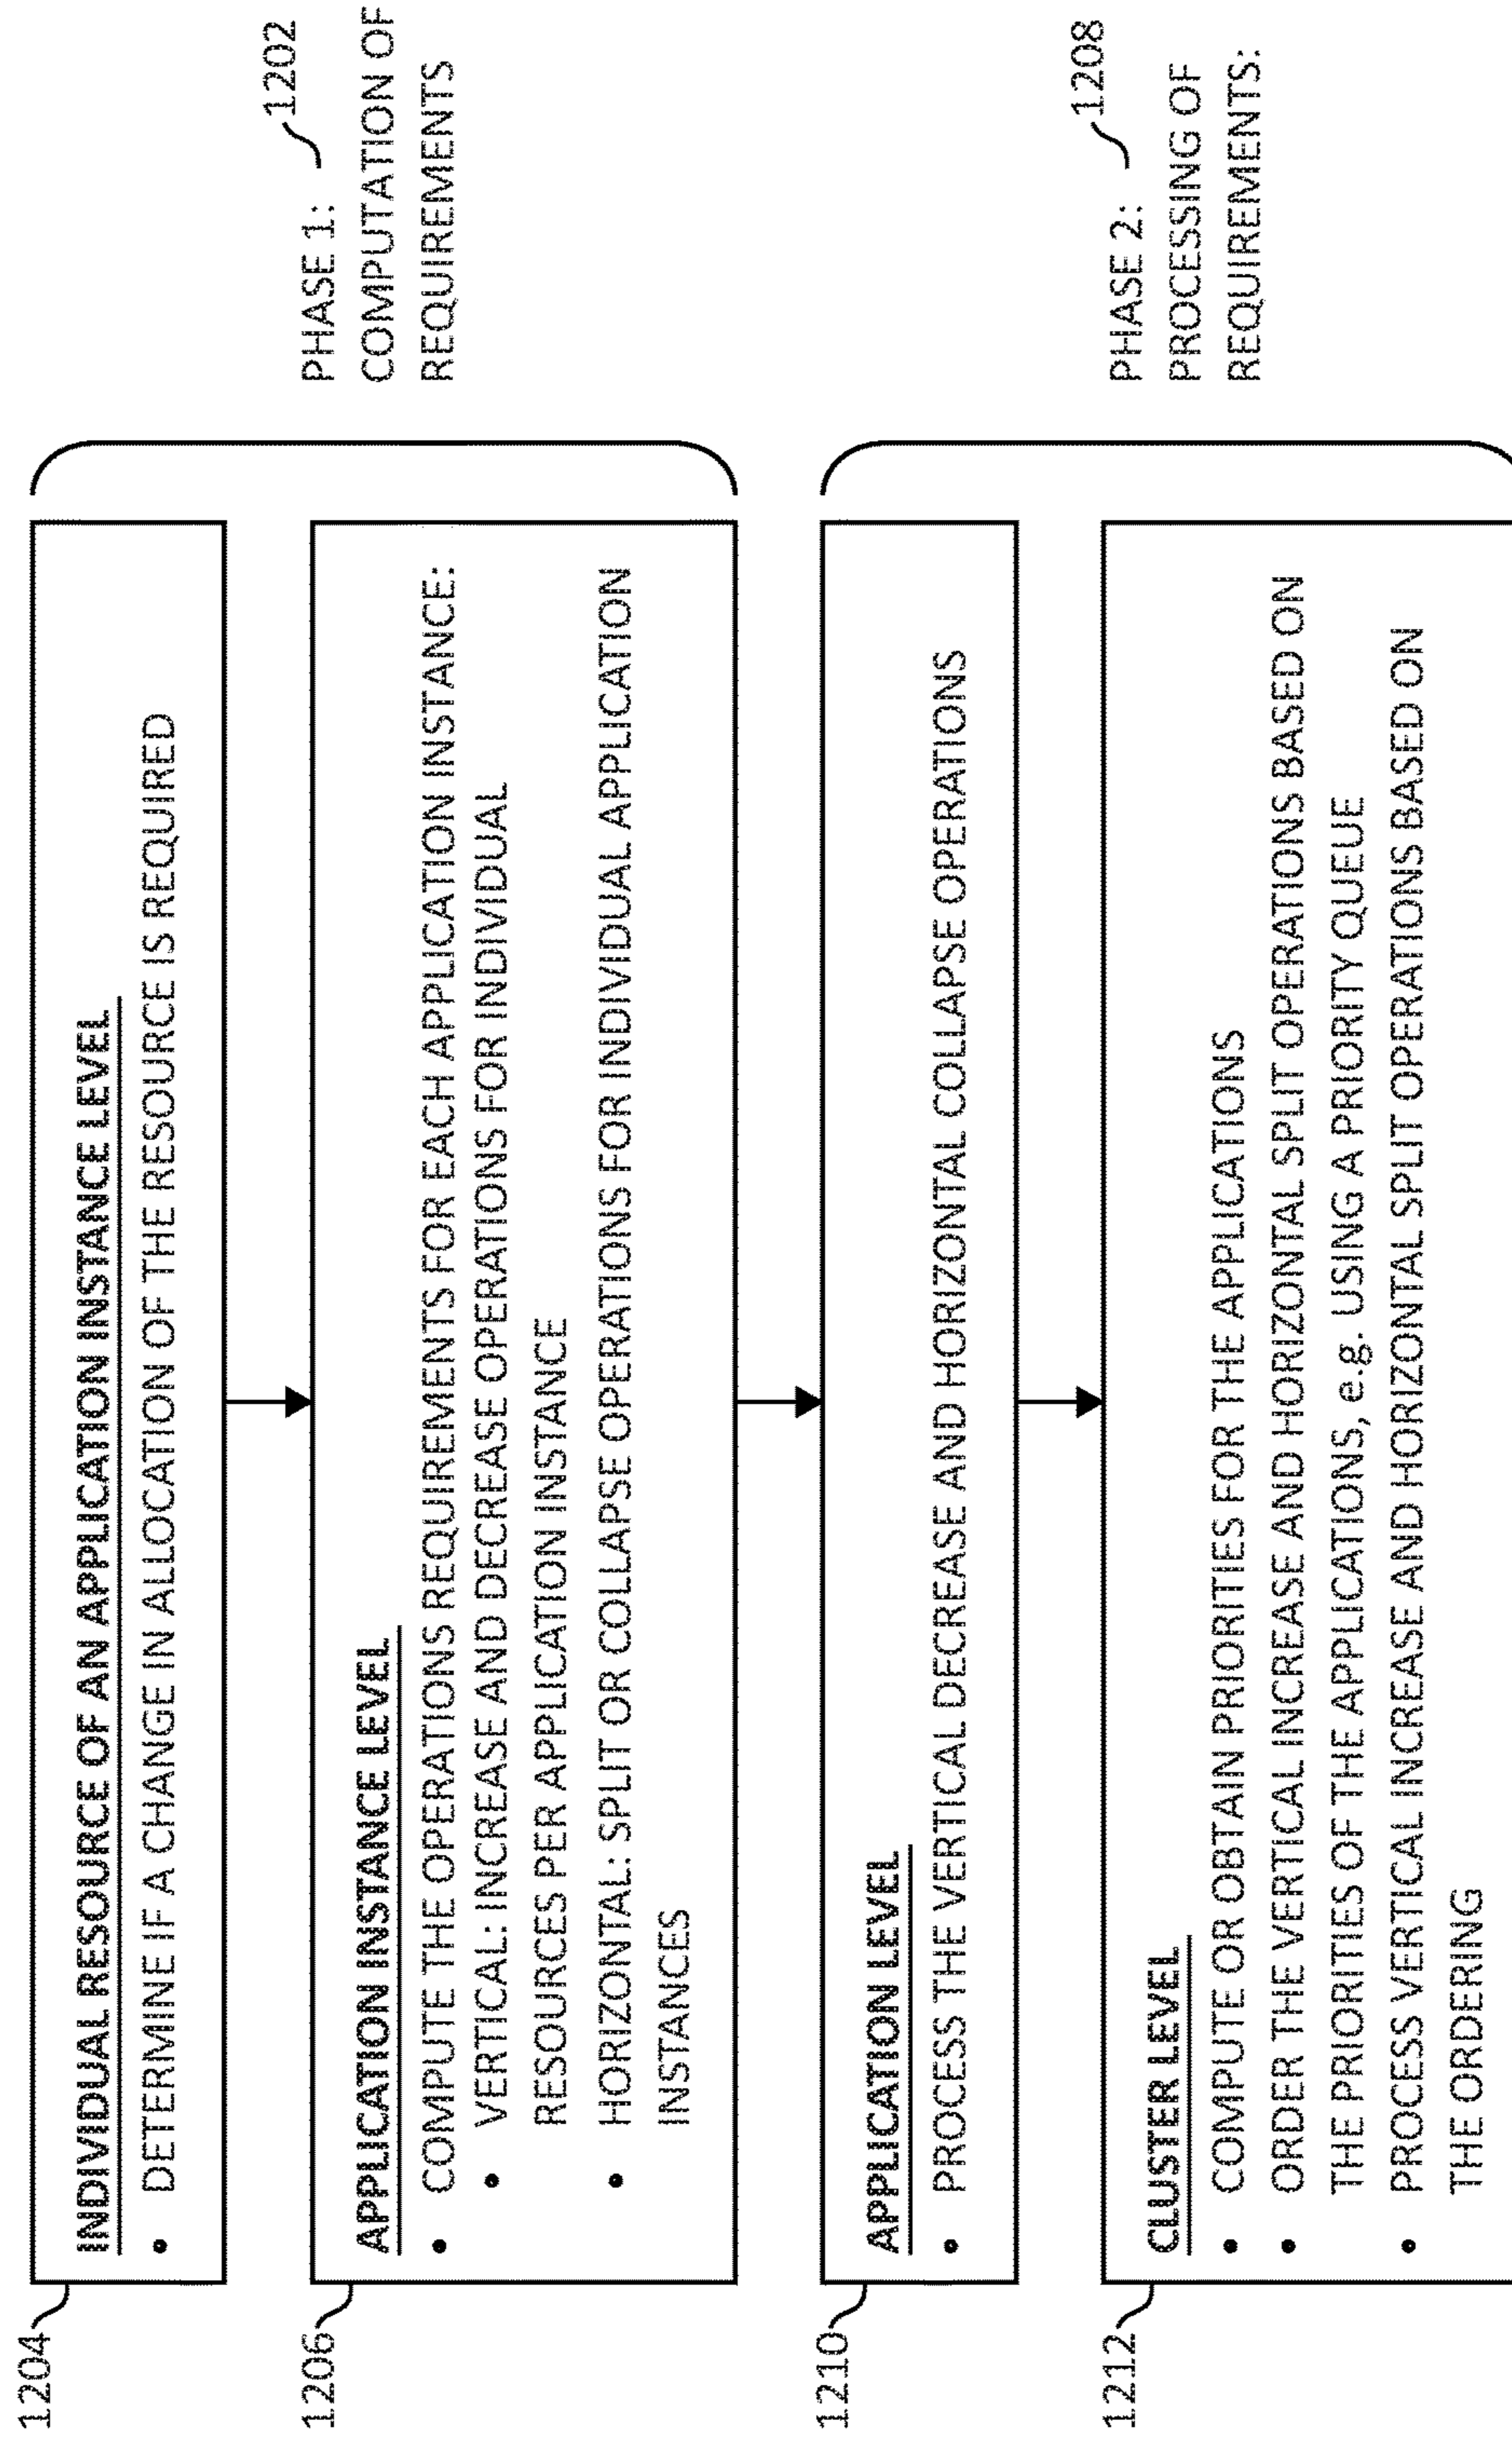 1204
INDIVIDUAL RESOURCE OF AN APPLICATION INSTANCE LEVEL
• DETERMINE IF A CHANGE IN ALLOCATION OF THE RESOURCE IS REQUIRED
1206
APPLICATION INSTANCE LEVEL
• COMPUTE THE OPERATIONS REQUIREMENTS FOR EACH APPLICATION INSTANCE:
• VERTICAL: INCREASE AND DECREASE OPERATIONS FOR INDIVIDUAL
RESOURCES PER APPLICATION INSTANCE
• HORIZONTAL: SPLIT OR COLLAPSE OPERATIONS FOR INDIVIDUAL APPLICATION
INSTANCES
1202
PHASE 1:
COMPUTATION OF
REQUIREMENTS
1210
APPLICATION LEVEL
• PROCESS THE VERTICAL DECREASE AND HORIZONTAL COLLAPSE OPERATIONS
1212
CLUSTER LEVEL
• COMPUTE OR OBTAIN PRIORITIES FOR THE APPLICATIONS
• ORDER THE VERTICAL INCREASE AND HORIZONTAL SPLIT OPERATIONS BASED ON
THE PRIORITIES OF THE APPLICATIONS, e.g. USING A PRIORITY QUEUE
• PROCESS VERTICAL INCREASE AND HORIZONTAL SPLIT OPERATIONS BASED ON
THE ORDERING
1208
PHASE 2:
PROCESSING OF
REQUIREMENTS: